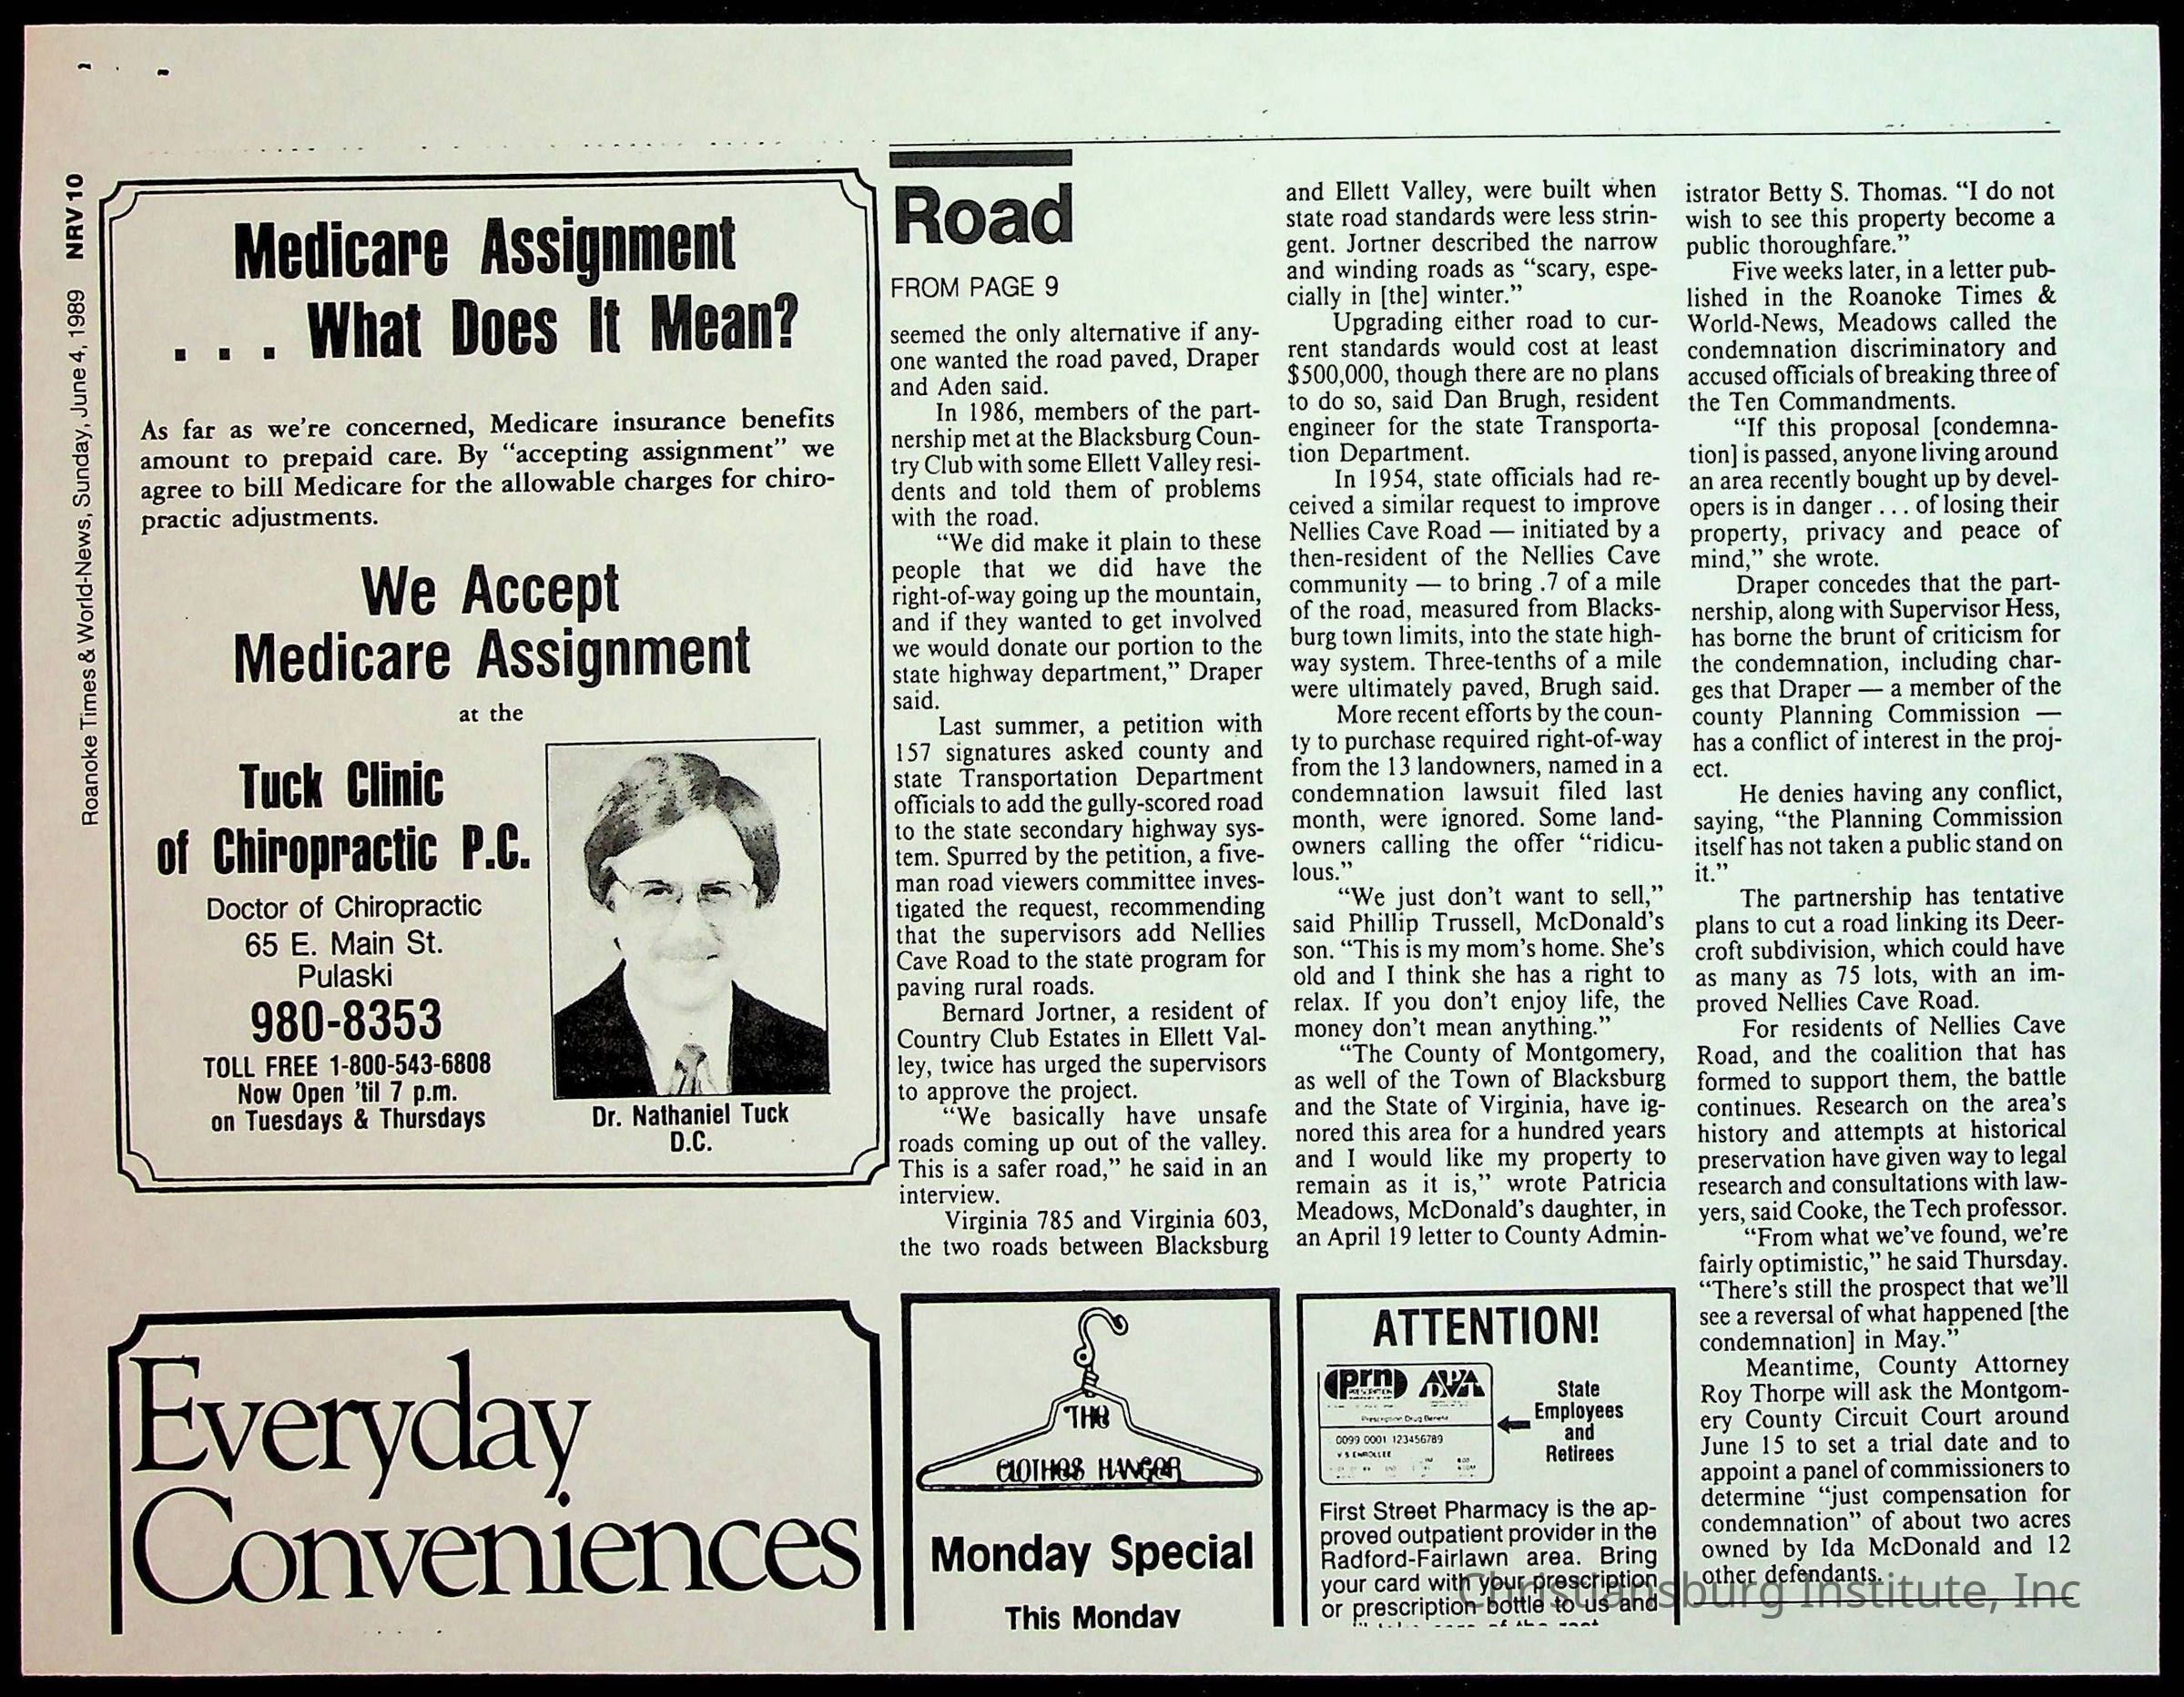 Roanoke Times & World-News, Sunday, June 4, 1989 NRV 10
Medicare Assignment
. . . What Does It Mean?
As far as we're concerned, Medicare insurance benefits
amount to prepaid care. By "accepting assignment" we
agree to bill Medicare for the allowable charges for chiro-
practic adjustments.
We Accept
Medicare Assignment
at the
Tuck Clinic
of Chiropractic P.C.
Doctor of Chiropractic
65 E. Main St.
Pulaski
980-8353
TOLL FREE 1-800-543-6808
Now Open 'til 7 p.m.
on Tuesdays & Thursdays
Dr. Nathaniel Tuck
D.C.
Everyday
Conveniences
Road
FROM PAGE 9
seemed the only alternative if any-
one wanted the road paved, Draper
and Aden said.
In 1986, members of the part-
nership met at the Blacksburg Coun-
try Club with some Ellett Valley resi-
dents and told them of problems
with the road.
"We did make it plain to these
people that we did have the
right-of-way going up the mountain,
and if they wanted to get involved
we would donate our portion to the
state highway department," Draper
said.
Last summer, a petition with
157 signatures asked county and
state Transportation Department
officials to add the gully-scored road
to the state secondary highway sys-
tem. Spurred by the petition, a five-
man road viewers committee inves-
tigated the request, recommending
that the supervisors add Nellies
Cave Road to the state program for
paving rural roads.
Bernard Jortner, a resident of
Country Club Estates in Ellett Val-
ley, twice has urged the supervisors
to approve the project.
"We basically have unsafe
roads coming up out of the valley.
This is a safer road," he said in an
interview.
Virginia 785 and Virginia 603,
the two roads between Blacksburg
and Ellett Valley, were built when
state road standards were less strin-
gent. Jortner described the narrow
and winding roads as "scary, espe-
cially in [the] winter."
Upgrading either road to cur-
rent standards would cost at least
$500,000, though there are no plans
to do so, said Dan Brugh, resident
engineer for the state Transporta-
tion Department.
In 1954, state officials had re-
ceived a similar request to improve
Nellies Cave Road — initiated by a
then-resident of the Nellies Cave
community — to bring .7 of a mile
of the road, measured from Blacks-
burg town limits, into the state high-
way system. Three-tenths of a mile
were ultimately paved, Brugh said.
More recent efforts by the coun-
ty to purchase required right-of-way
from the 13 landowners, named in a
condemnation lawsuit filed last
month, were ignored. Some land-
owners calling the offer "ridicu-
lous."
"We just don't want to sell,"
said Phillip Trussell, McDonald's
son. "This is my mom's home. She's
old and I think she has a right to
relax. If you don't enjoy life, the
money don't mean anything."
"The County of Montgomery,
as well of the Town of Blacksburg
and the State of Virginia, have ig-
nored this area for a hundred years
and I would like my property to
remain as it is," wrote Patricia
Meadows, McDonald's daughter, in
an April 19 letter to County Admin-
istrator Betty S. Thomas. "I do not
wish to see this property become a
public thoroughfare."
Five weeks later, in a letter pub-
lished in the Roanoke Times &
World-News, Meadows called the
condemnation discriminatory and
accused officials of breaking three of
the Ten Commandments.
"If this proposal [condemna-
tion] is passed, anyone living around
an area recently bought up by devel-
opers is in danger . . . of losing their
property, privacy and peace of
mind," she wrote.
Draper concedes that the part-
nership, along with Supervisor Hess,
has borne the brunt of criticism for
the condemnation, including char-
ges that Draper — a member of the
county Planning Commission —
has a conflict of interest in the proj-
ect.
He denies having any conflict,
saying, "the Planning Commission
itself has not taken a public stand on
it."
The partnership has tentative
plans to cut a road linking its Deer-
croft subdivision, which could have
as many as 75 lots, with an im-
proved Nellies Cave Road.
For residents of Nellies Cave
Road, and the coalition that has
formed to support them, the battle
continues. Research on the area's
history and attempts at historical
preservation have given way to legal
research and consultations with law-
yers, said Cooke, the Tech professor.
"From what we've found, we're
fairly optimistic," he said Thursday.
"There's still the prospect that we'll
see a reversal of what happened [the
condemnation] in May."
Meantime, County Attorney
Roy Thorpe will ask the Montgom-
ery County Circuit Court around
June 15 to set a trial date and to
appoint a panel of commissioners to
determine "just compensation for
condemnation" of about two acres
owned by Ida McDonald and 12
other defendants.
THE
CLOTHES HANGER
Monday Special
This Monday
ATTENTION!
prn
Prescription Drug Benefit
0099 0001 123456789
V S ENROLLEE
State
Employees
and
Retirees
First Street Pharmacy is the ap-
proved outpatient provider in the
Radford-Fairlawn area. Bring
your card with your prescription
or prescription bottle to us and
Christiansburg Institute, Inc